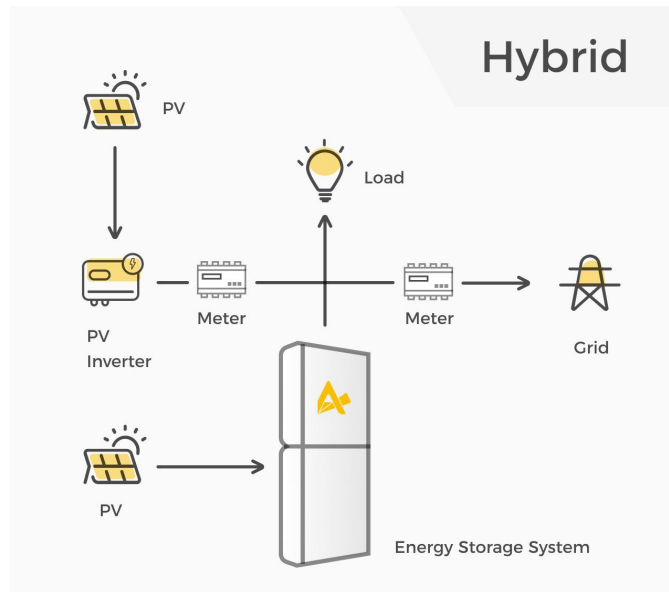 Hybrid
PV
Load
Meter
Meter
PV
Inverter
Grid
PV
Energy Storage System